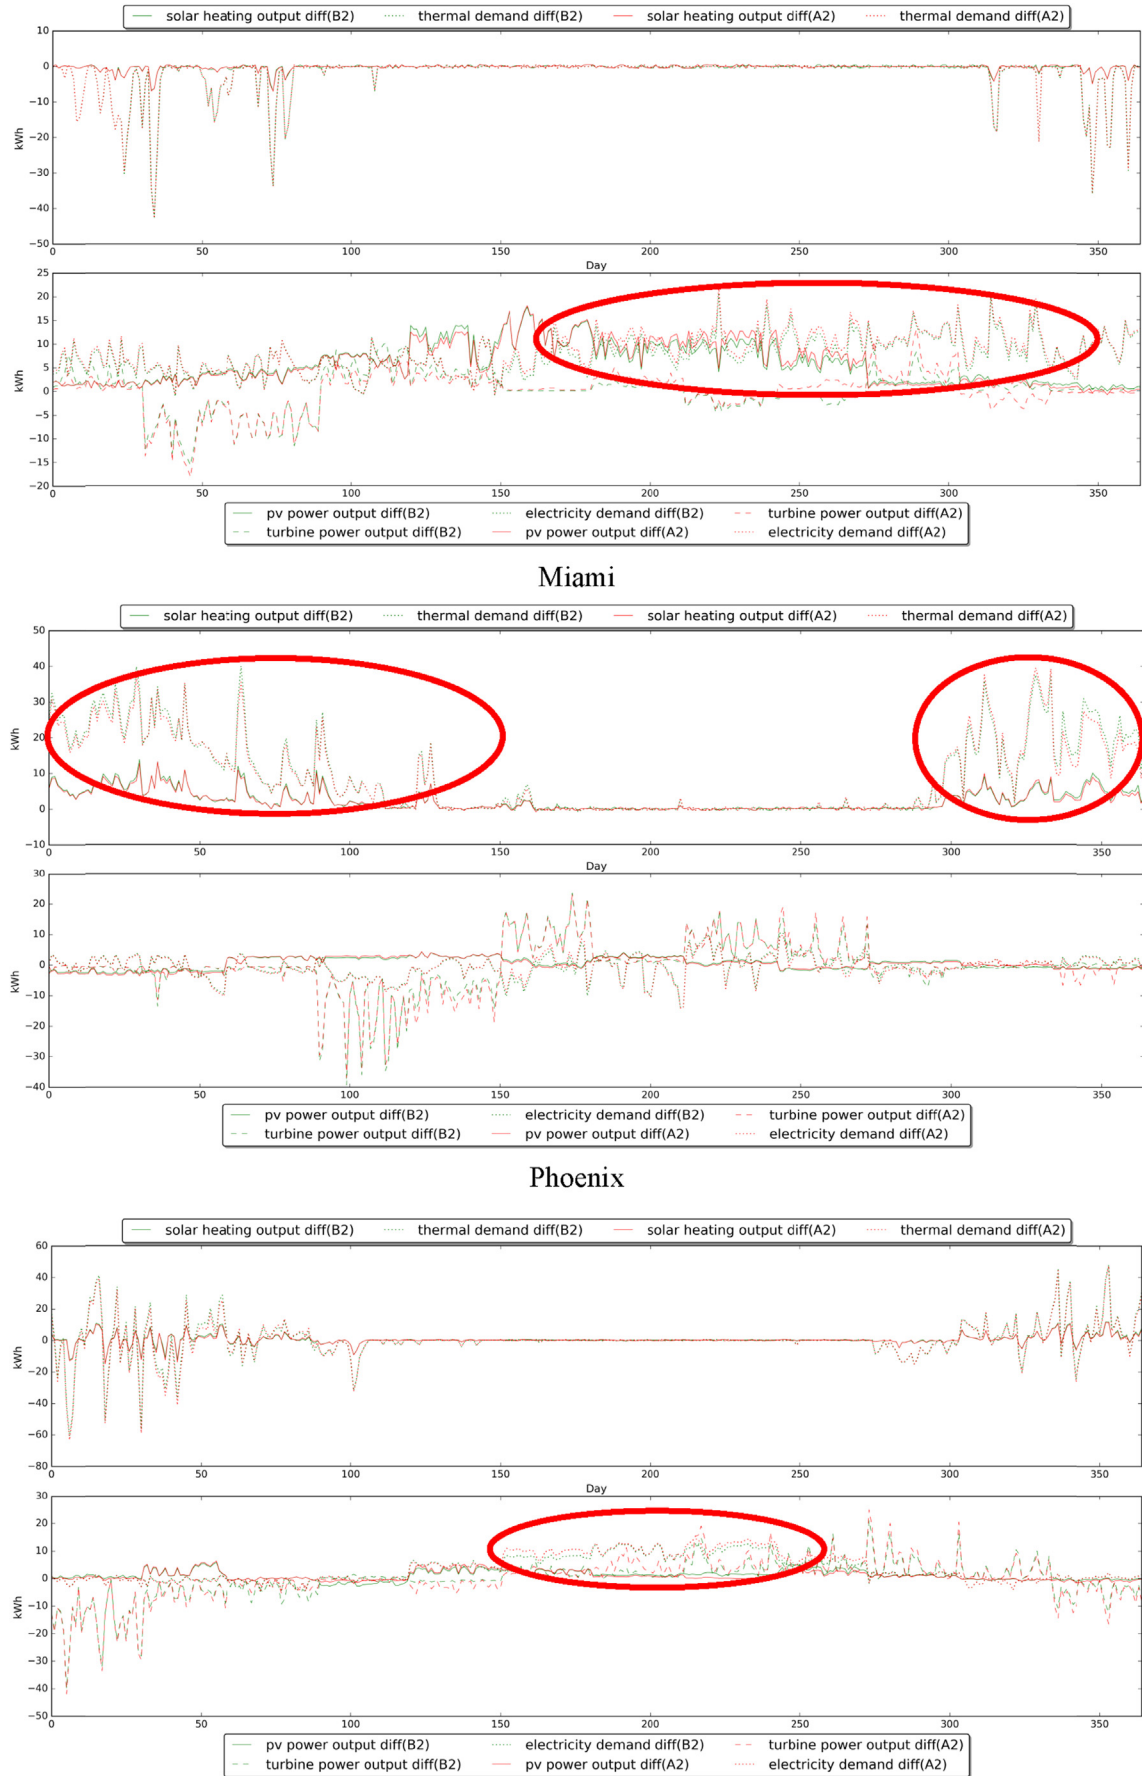 solar heating output diff(B2) thermal demand diff(B2) solar heating output diff(A2) thermal demand diff(A2)
10
0
−10
−20
−30
−40
−50
kWh
0 50 100 150 200 250 300 350
Day
25
20
15
10
5
0
−5
−10
−15
−20
kWh
0 50 100 150 200 250 300 350
pv power output diff(B2) electricity demand diff(B2) turbine power output diff(A2)
turbine power output diff(B2) pv power output diff(A2) electricity demand diff(A2)
Miami
solar heating output diff(B2) thermal demand diff(B2) solar heating output diff(A2) thermal demand diff(A2)
50
40
30
20
10
0
−10
kWh
0 50 100 150 200 250 300 350
Day
30
20
10
0
−10
−20
−30
−40
kWh
0 50 100 150 200 250 300 350
pv power output diff(B2) electricity demand diff(B2) turbine power output diff(A2)
turbine power output diff(B2) pv power output diff(A2) electricity demand diff(A2)
Phoenix
solar heating output diff(B2) thermal demand diff(B2) solar heating output diff(A2) thermal demand diff(A2)
60
40
20
0
−20
−40
−60
−80
kWh
0 50 100 150 200 250 300 350
Day
30
20
10
0
−10
−20
−30
−40
−50
kWh
0 50 100 150 200 250 300 350
pv power output diff(B2) electricity demand diff(B2) turbine power output diff(A2)
turbine power output diff(B2) pv power output diff(A2) electricity demand diff(A2)